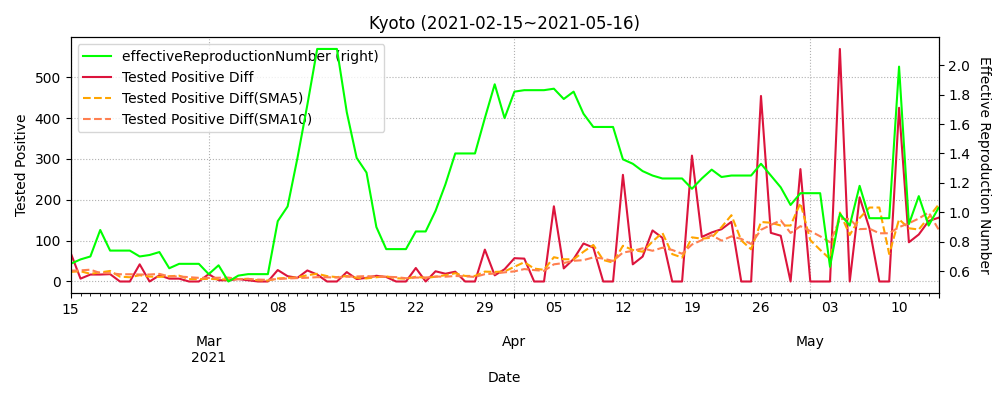 Kyoto (2021-02-15~2021-05-16)
effectiveReproductionNumber (right)
Tested Positive Diff
Tested Positive Diff(SMA5)
Tested Positive Diff(SMA10)
Tested Positive
500
400
300
200
100
0
2.0
1.8
1.6
1.4
1.2
1.0
0.8
0.6
Effective Reproduction Number
15 22 08 15 22 29 05 12 19 26 03 10
Mar Apr May
2021
Date